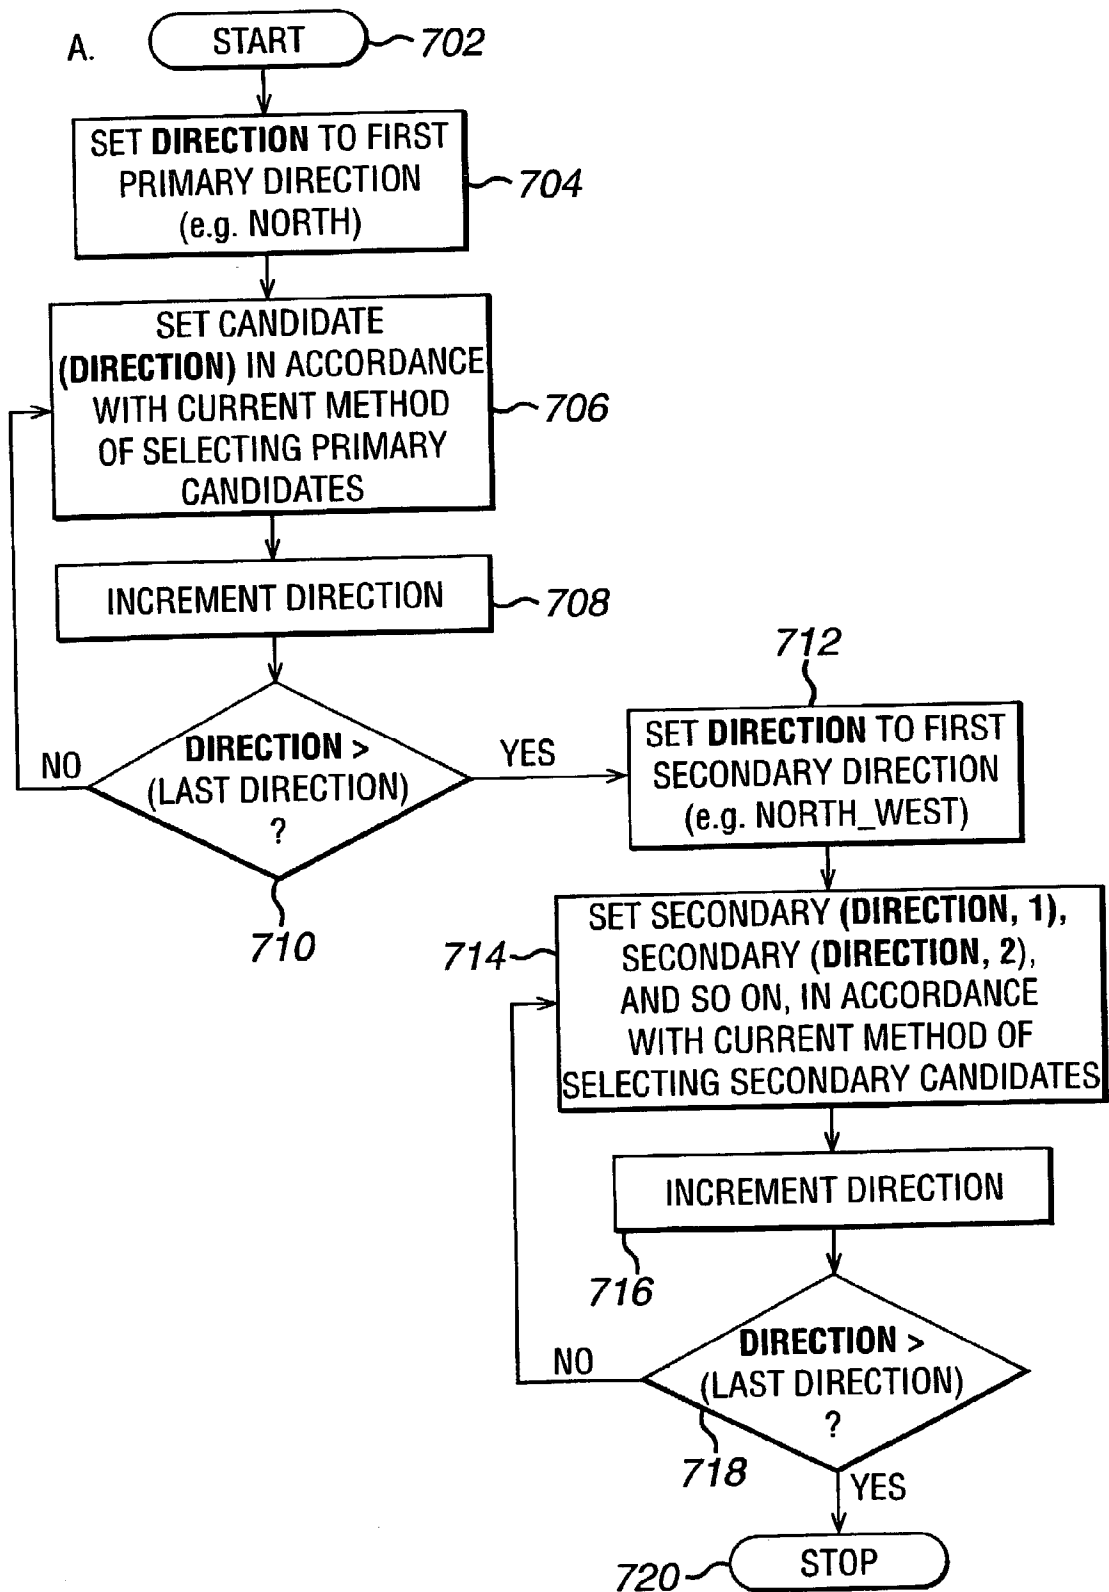 A.
START
702
SET DIRECTION TO FIRST
PRIMARY DIRECTION
(e.g. NORTH)
704
SET CANDIDATE
(DIRECTION) IN ACCORDANCE
WITH CURRENT METHOD
OF SELECTING PRIMARY
CANDIDATES
706
INCREMENT DIRECTION
708
DIRECTION >
(LAST DIRECTION)
?
NO
YES
710
712
SET DIRECTION TO FIRST
SECONDARY DIRECTION
(e.g. NORTH_WEST)
714
SET SECONDARY (DIRECTION, 1),
SECONDARY (DIRECTION, 2),
AND SO ON, IN ACCORDANCE
WITH CURRENT METHOD OF
SELECTING SECONDARY CANDIDATES
INCREMENT DIRECTION
716
DIRECTION >
(LAST DIRECTION)
?
NO
718
YES
STOP
720